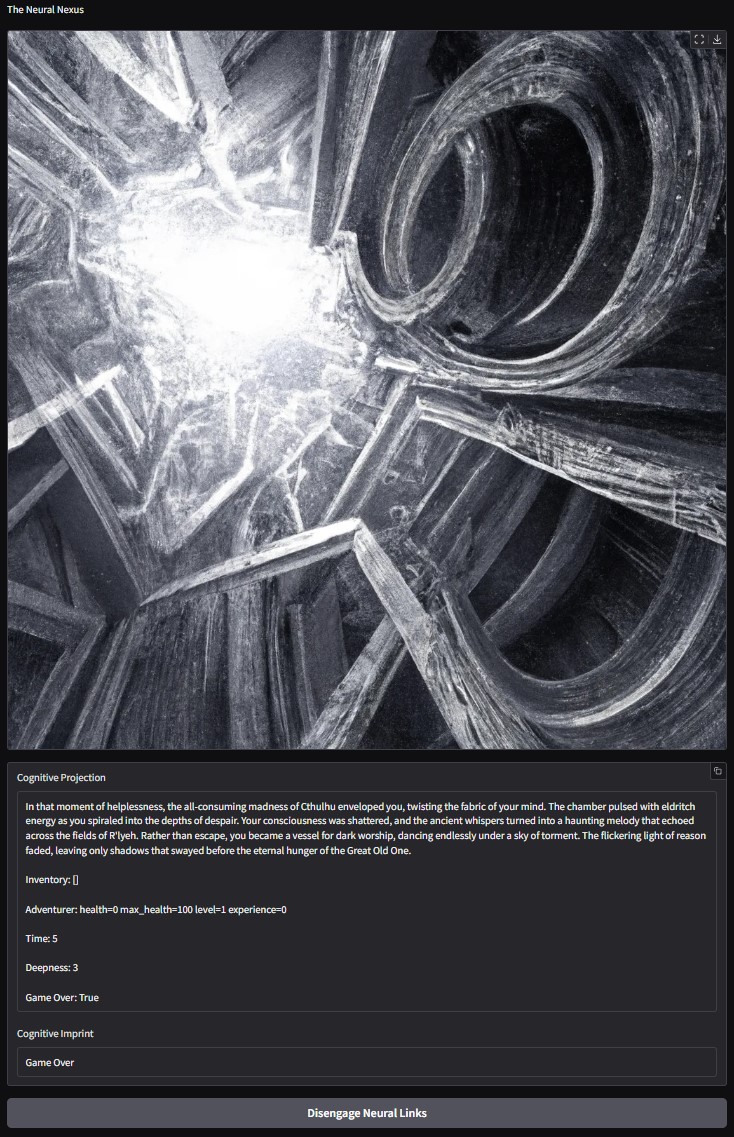 The Neural Nexus
Cognitive Projection
In that moment of helplessness, the all-consuming madness of Cthulhu enveloped you, twisting the fabric of your mind. The chamber pulsed with eldritch
energy as you spiraled into the depths of despair. Your consciousness was shattered, and the ancient whispers turned into a haunting melody that echoed
across the fields of R'lyeh. Rather than escape, you became a vessel for dark worship, dancing endlessly under a sky of torment. The flickering light of reason
faded, leaving only shadows that swayed before the eternal hunger of the Great Old One.
Inventory: []
Adventurer: health=0 max_health=100 level=1 experience=0
Time: 5
Deepness: 3
Game Over: True
Cognitive Imprint
Game Over
Disengage Neural Links